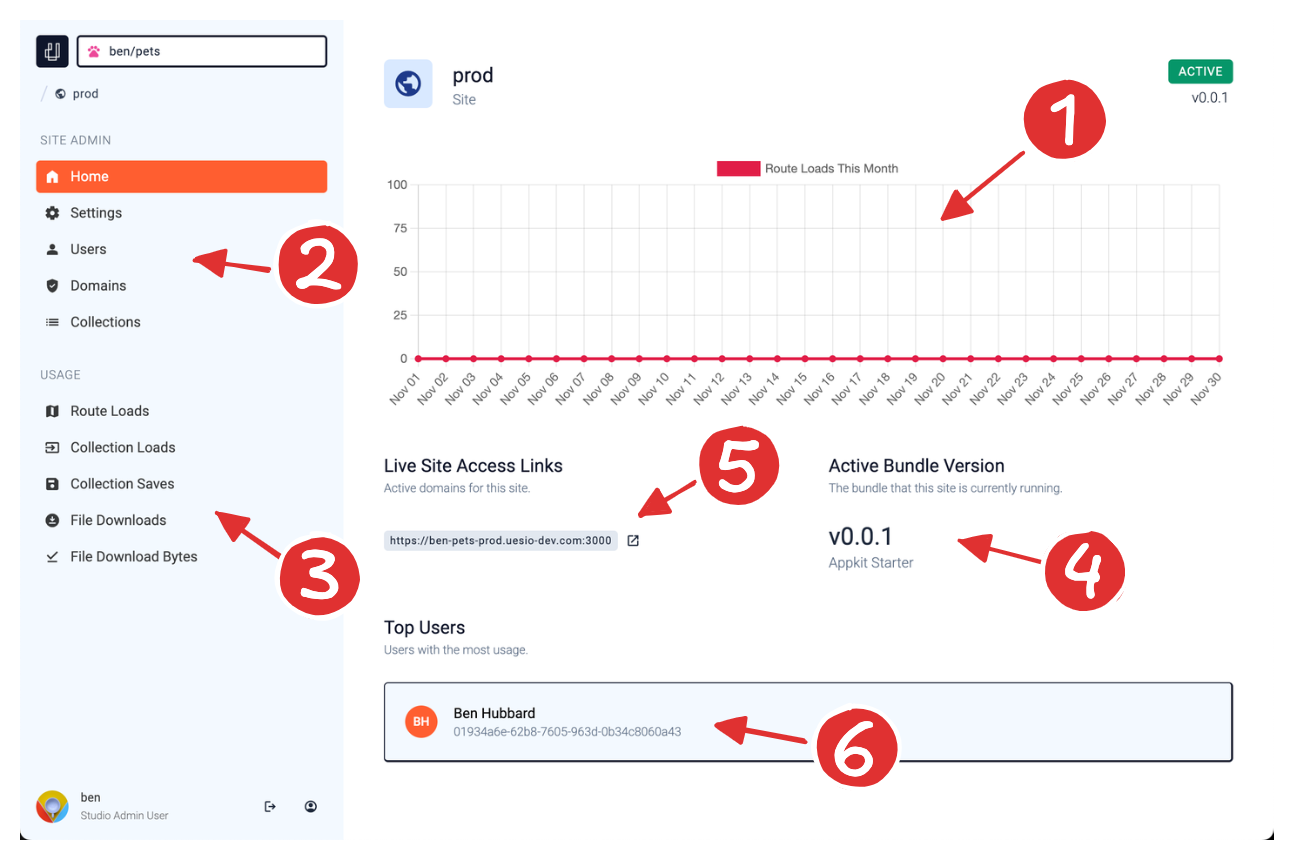 ben/pets
/ prod
SITE ADMIN
Home
Settings
Users
Domains
Collections
2
USAGE
Route Loads
Collection Loads
Collection Saves
File Downloads
File Download Bytes
3
ben
Studio Admin User
prod
Site
ACTIVE
v0.0.1
1
Route Loads This Month
100
75
50
25
0
Nov 01
Nov 02
Nov 03
Nov 04
Nov 05
Nov 06
Nov 07
Nov 08
Nov 09
Nov 10
Nov 11
Nov 12
Nov 13
Nov 14
Nov 15
Nov 16
Nov 17
Nov 18
Nov 19
Nov 20
Nov 21
Nov 22
Nov 23
Nov 24
Nov 25
Nov 26
Nov 27
Nov 28
Nov 29
Nov 30
Live Site Access Links
Active domains for this site.
https://ben-pets-prod.uesio-dev.com:3000
5
Active Bundle Version
The bundle that this site is currently running.
v0.0.1
Appkit Starter
4
Top Users
Users with the most usage.
BH
Ben Hubbard
01934a6e-62b8-7605-963d-0b34c8060a43
6